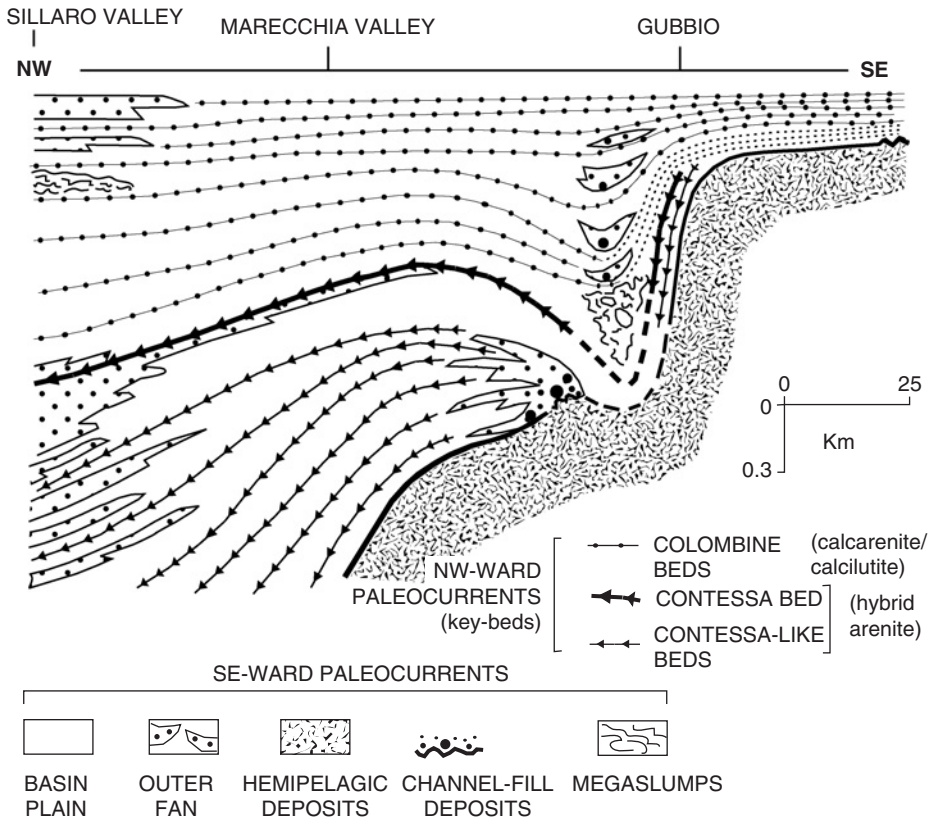 SILLARO VALLEY
MARECCHIA VALLEY
GUBBIO
NW
SE
0
25
0
Km
0.3
NW-WARD
PALEOCURRENTS
(key-beds)
COLOMBINE
BEDS
(calcarenite/
calcilutite)
CONTESSA BED
CONTESSA-LIKE
BEDS
(hybrid
arenite)
SE-WARD PALEOCURRENTS
BASIN
PLAIN
OUTER
FAN
HEMIPELAGIC
DEPOSITS
CHANNEL-FILL
DEPOSITS
MEGASLUMPS